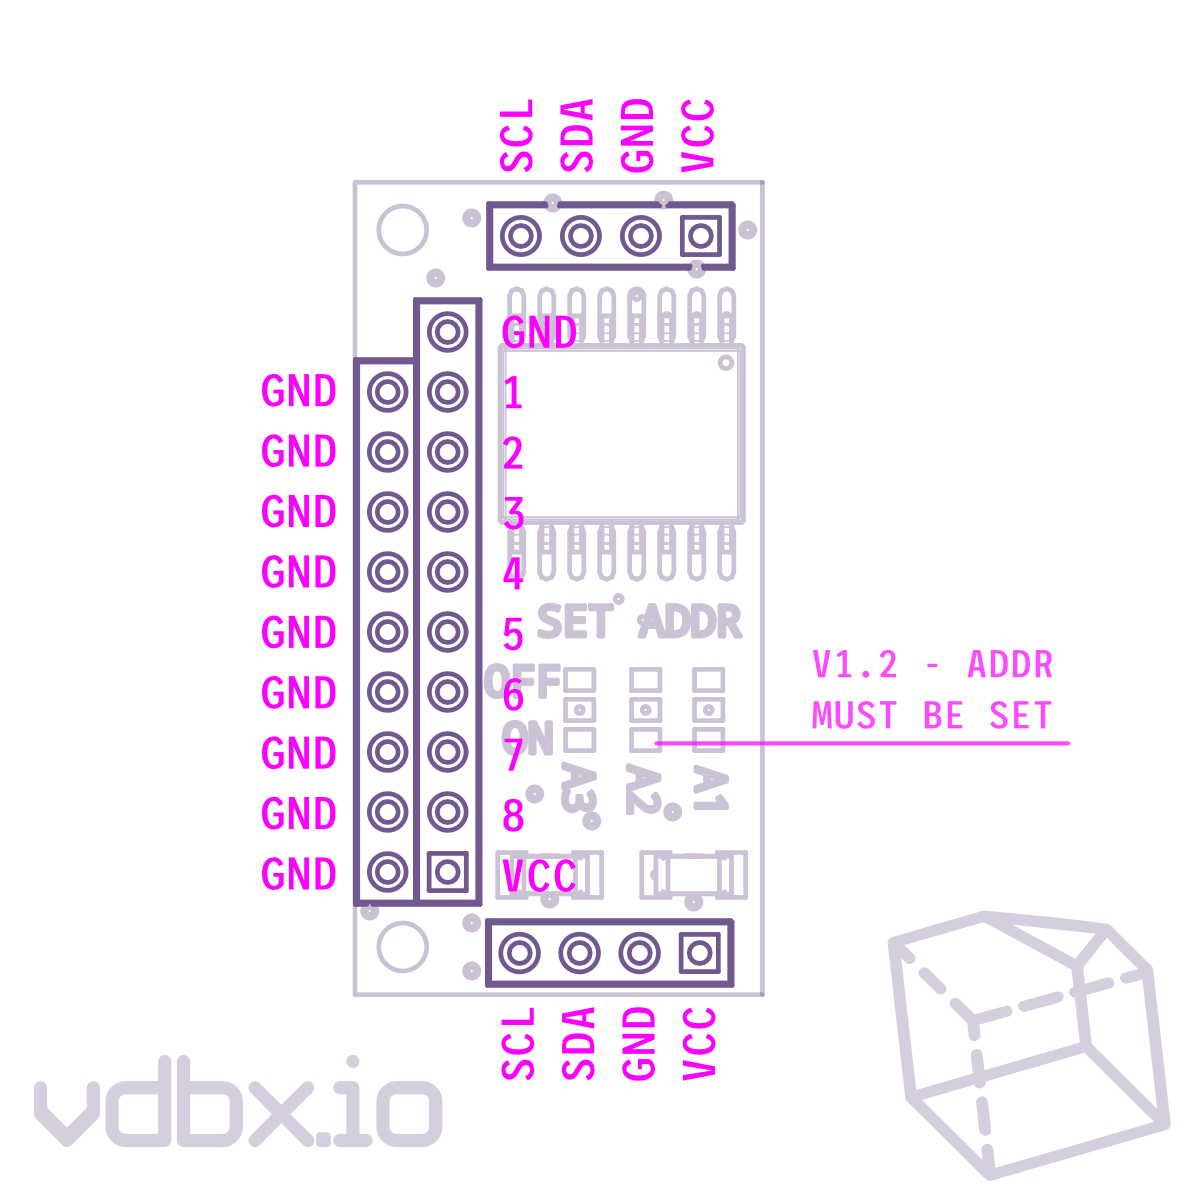 SCL SDA GND VCC
GND
GND 1
GND 2
GND 3
GND 4
GND 5
SET ADDR
V1.2 - ADDR
MUST BE SET
OFF
GND 6
ON
GND 7
A3 A2 A1
GND 8
GND VCC
SCL SDA GND VCC
vdbx.io